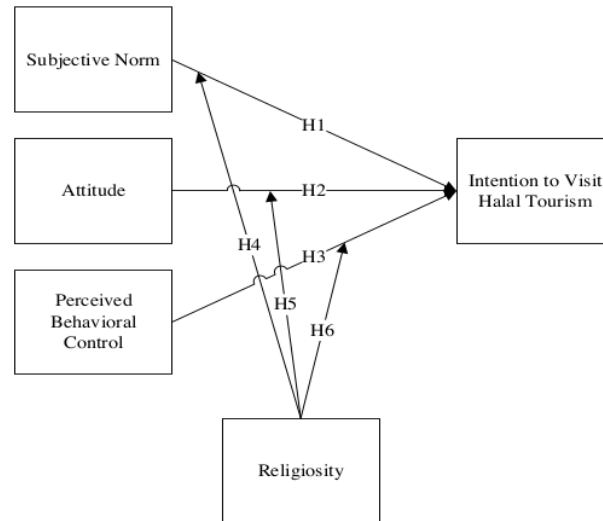 Subjective Norm
H1
Attitude
H2
Intention to Visit
Halal Tourism
H4
H3
Perceived
Behavioral
Control
H5
H6
Religiosity